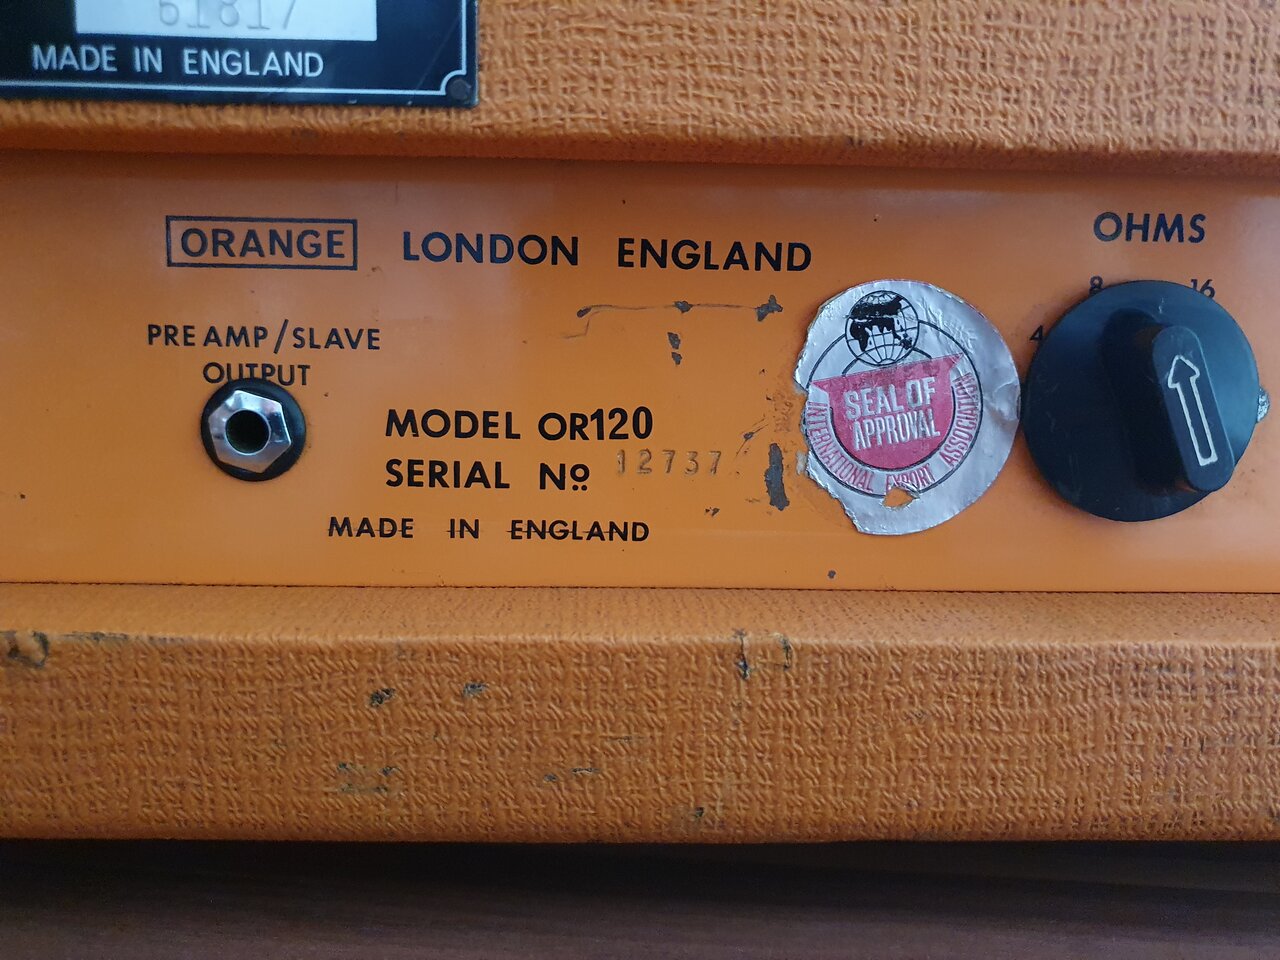 61817
MADE IN ENGLAND
ORANGE LONDON ENGLAND
OHMS
4 8 16
PRE AMP/SLAVE
OUTPUT
MODEL OR120
SERIAL Nº 12737
MADE IN ENGLAND
SEAL OF
APPROVAL
INTERNATIONAL EXPORT ASSOCIATION